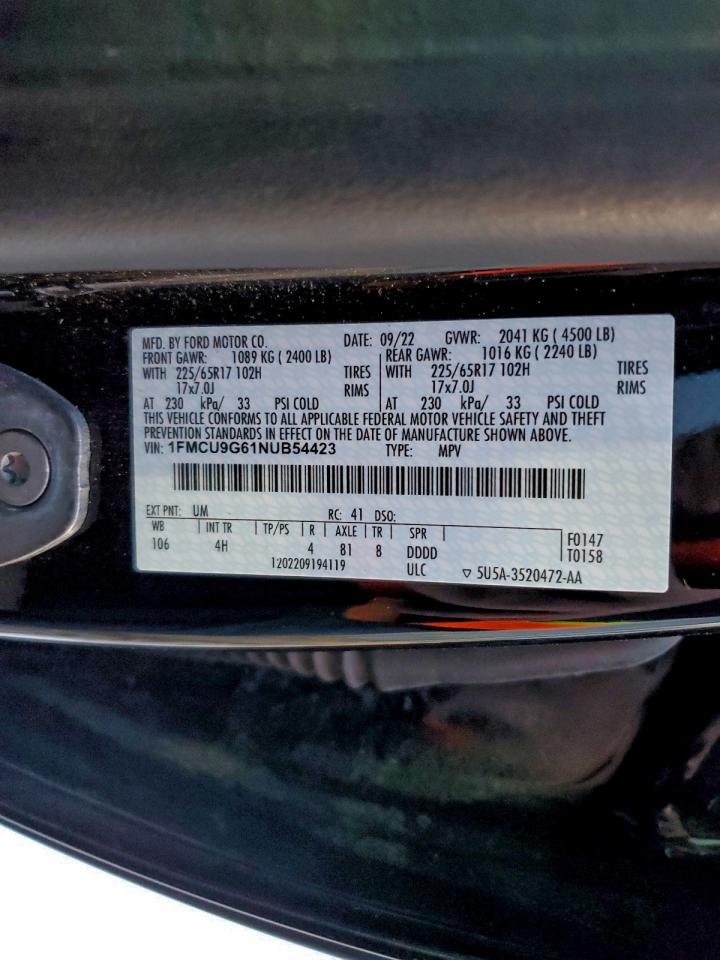 MFD. BY FORD MOTOR CO. DATE: 09/22 GVWR: 2041 KG ( 4500 LB)
FRONT GAWR: 1089 KG ( 2400 LB) REAR GAWR: 1016 KG ( 2240 LB)
WITH 225/65R17 102H TIRES WITH 225/65R17 102H TIRES
17x7.0J RIMS 17x7.0J RIMS
AT 230 kPa/ 33 PSI COLD AT 230 kPa/ 33 PSI COLD
THIS VEHICLE CONFORMS TO ALL APPLICABLE FEDERAL MOTOR VEHICLE SAFETY AND THEFT
PREVENTION STANDARDS IN EFFECT ON THE DATE OF MANUFACTURE SHOWN ABOVE.
VIN: 1FMCU9G61NUB54423 TYPE: MPV
EXT PNT: UM RC: 41 DSO:
WB INT TR TP/PS R AXLE TR SPR F0147
106 4H 4 81 8 DDDD T0158
1202209194119 ULC ▽ 5U5A-3520472-AA